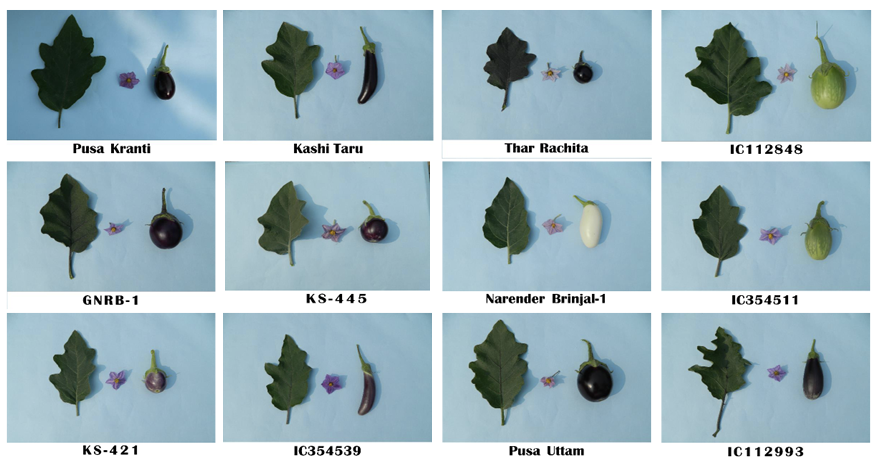 Pusa Kranti
Kashi Taru
Thar Rachita
IC112848
GNRB-1
KS-445
Narender Brinjal-1
IC354511
KS-421
IC354539
Pusa Uttam
IC112993